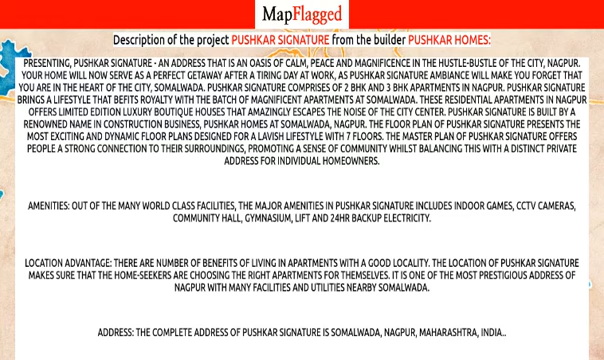 MapFlagged
Description of the project PUSHKAR SIGNATURE from the builder PUSHKAR HOMES:
PRESENTING, PUSHKAR SIGNATURE - AN ADDRESS THAT IS AN OASIS OF CALM, PEACE AND MAGNIFICENCE IN THE HUSTLE-BUSTLE OF THE CITY, NAGPUR.
YOUR HOME WILL NOW SERVE AS A PERFECT GETAWAY AFTER A TIRING DAY AT WORK, AS PUSHKAR SIGNATURE AMBIANCE WILL MAKE YOU FORGET THAT
YOU ARE IN THE HEART OF THE CITY, SOMALWADA. PUSHKAR SIGNATURE COMPRISES OF 2 BHK AND 3 BHK APARTMENTS IN NAGPUR. PUSHKAR SIGNATURE
BRINGS A LIFESTYLE THAT BEFITS ROYALTY WITH THE BATCH OF MAGNIFICENT APARTMENTS AT SOMALWADA. THESE RESIDENTIAL APARTMENTS IN NAGPUR
OFFERS LIMITED EDITION LUXURY BOUTIQUE HOUSES THAT AMAZINGLY ESCAPES THE NOISE OF THE CITY CENTER. PUSHKAR SIGNATURE IS BUILT BY A
RENOWNED NAME IN CONSTRUCTION BUSINESS, PUSHKAR HOMES AT SOMALWADA, NAGPUR. THE FLOOR PLAN OF PUSHKAR SIGNATURE PRESENTS THE
MOST EXCITING AND DYNAMIC FLOOR PLANS DESIGNED FOR A LAVISH LIFESTYLE WITH 7 FLOORS. THE MASTER PLAN OF PUSHKAR SIGNATURE OFFERS
PEOPLE A STRONG CONNECTION TO THEIR SURROUNDINGS, PROMOTING A SENSE OF COMMUNITY WHILST BALANCING THIS WITH A DISTINCT PRIVATE
ADDRESS FOR INDIVIDUAL HOMEOWNERS.
AMENITIES: OUT OF THE MANY WORLD CLASS FACILITIES, THE MAJOR AMENITIES IN PUSHKAR SIGNATURE INCLUDES INDOOR GAMES, CCTV CAMERAS,
COMMUNITY HALL, GYMNASIUM, LIFT AND 24HR BACKUP ELECTRICITY.
LOCATION ADVANTAGE: THERE ARE NUMBER OF BENEFITS OF LIVING IN APARTMENTS WITH A GOOD LOCALITY. THE LOCATION OF PUSHKAR SIGNATURE
MAKES SURE THAT THE HOME-SEEKERS ARE CHOOSING THE RIGHT APARTMENTS FOR THEMSELVES. IT IS ONE OF THE MOST PRESTIGIOUS ADDRESS OF
NAGPUR WITH MANY FACILITIES AND UTILITIES NEARBY SOMALWADA.
ADDRESS: THE COMPLETE ADDRESS OF PUSHKAR SIGNATURE IS SOMALWADA, NAGPUR, MAHARASHTRA, INDIA..